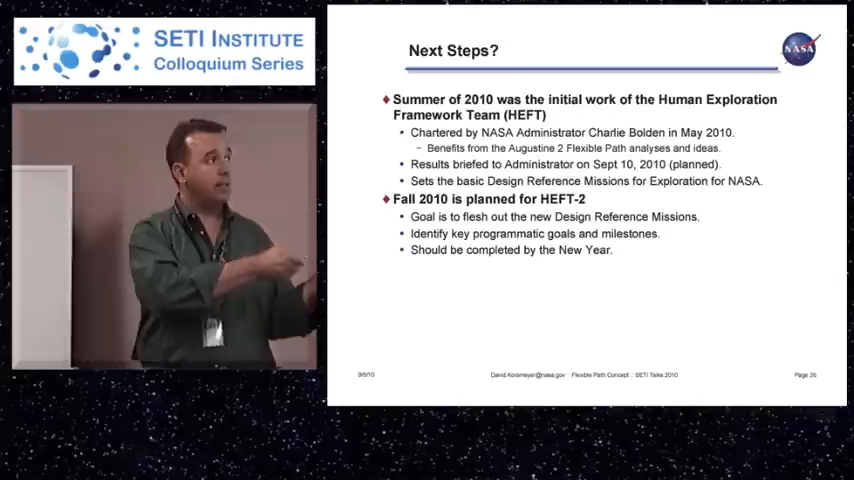 SETI INSTITUTE
Colloquium Series
Next Steps?
NASA
Summer of 2010 was the initial work of the Human Exploration
Framework Team (HEFT)
Chartered by NASA Administrator Charlie Bolden in May 2010.
Benefits from the Augustine 2 Flexible Path analyses and ideas.
Results briefed to Administrator on Sept 10, 2010 (planned).
Sets the basic Design Reference Missions for Exploration for NASA.
Fall 2010 is planned for HEFT-2
Goal is to flesh out the new Design Reference Missions.
Identify key programmatic goals and milestones.
Should be completed by the New Year.
David.Korsmeyer@nasa.gov Flexible Path Concept SETI Talks 2010
Page 26